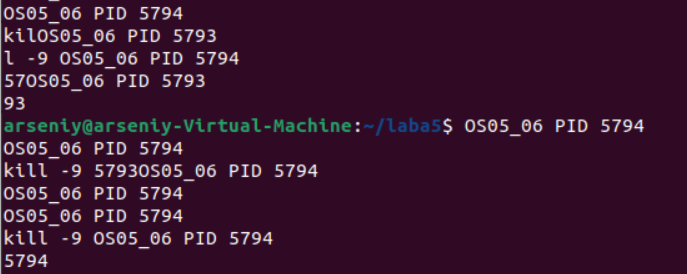 OS05_06 PID 5794
kilOS05_06 PID 5793
l -9 OS05_06 PID 5794
57OS05_06 PID 5793
93
arseniy@arseniy-Virtual-Machine:~/laba5$ OS05_06 PID 5794
OS05_06 PID 5794
kill -9 5793OS05_06 PID 5794
OS05_06 PID 5794
OS05_06 PID 5794
kill -9 OS05_06 PID 5794
5794